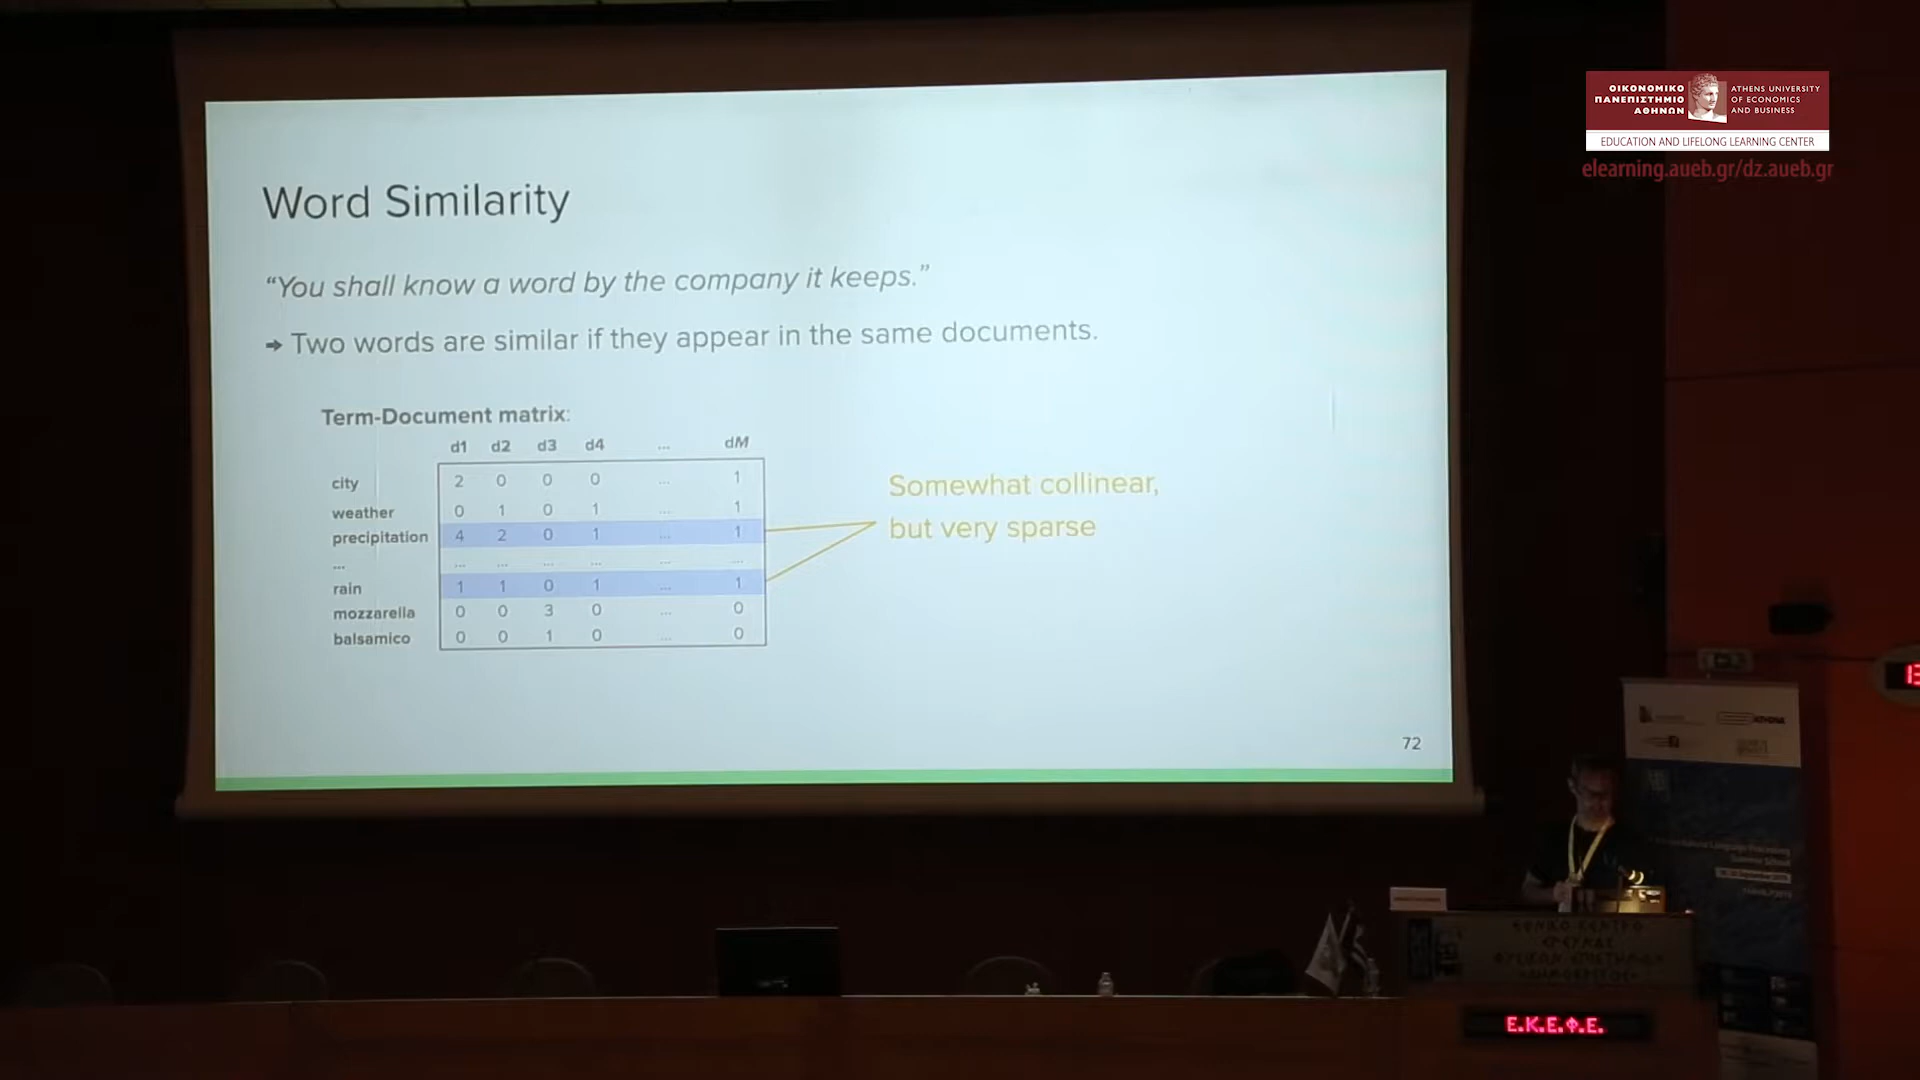 Word Similarity
“You shall know a word by the company it keeps.”
➔ Two words are similar if they appear in the same documents.
Term-Document matrix:
d1 d2 d3 d4 ... dM
city 2 0 0 0 ... 1
weather 0 1 0 1 ... 1
precipitation 4 2 0 1 ... 1
... ... ... ... ... ... ...
rain 1 1 0 1 ... 1
mozzarella 0 0 3 0 ... 0
balsamico 0 0 1 0 ... 0
Somewhat collinear,
but very sparse
72
ΟΙΚΟΝΟΜΙΚΟ
ΠΑΝΕΠΙΣΤΗΜΙΟ
ΑΘΗΝΩΝ
ATHENS UNIVERSITY
OF ECONOMICS
AND BUSINESS
EDUCATION AND LIFELONG LEARNING CENTER
elearning.aueb.gr/dz.aueb.gr
Language Processing
Summer School
Ε.Κ.Ε.Φ.Ε.